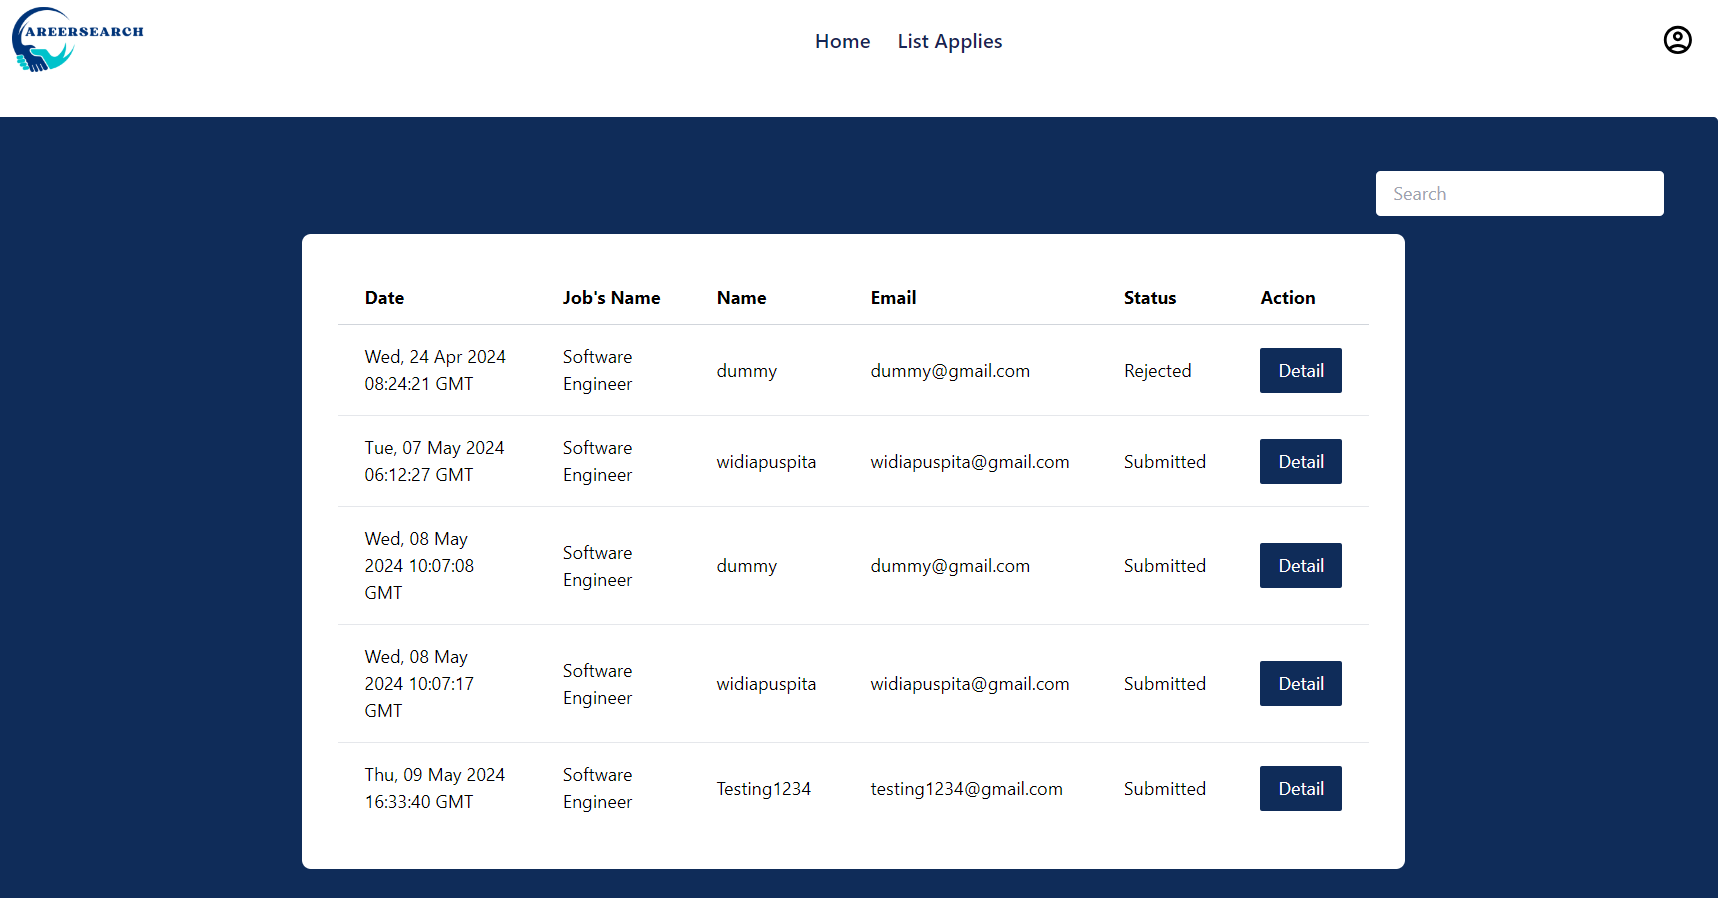 AREERSEARCH
Home List Applies
Search
Date Job's Name Name Email Status Action
Wed, 24 Apr 2024
08:24:21 GMT
Software
Engineer
dummy
dummy@gmail.com
Rejected
Detail
Tue, 07 May 2024
06:12:27 GMT
Software
Engineer
widiapuspita
widiapuspita@gmail.com
Submitted
Detail
Wed, 08 May
2024 10:07:08
GMT
Software
Engineer
dummy
dummy@gmail.com
Submitted
Detail
Wed, 08 May
2024 10:07:17
GMT
Software
Engineer
widiapuspita
widiapuspita@gmail.com
Submitted
Detail
Thu, 09 May 2024
16:33:40 GMT
Software
Engineer
Testing1234
testing1234@gmail.com
Submitted
Detail